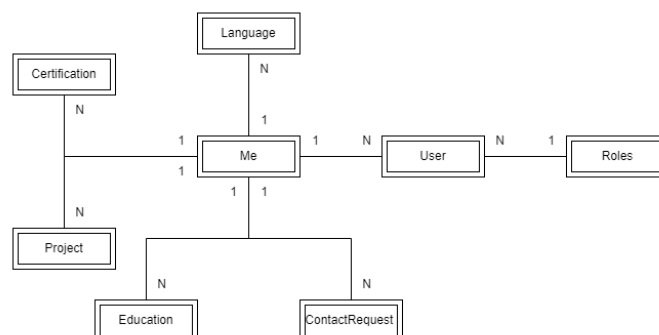 Language
Certification
N
N
1
1
1
Me
1
N
User
N
1
Roles
1
1
N
Project
N
N
Education
ContactRequest